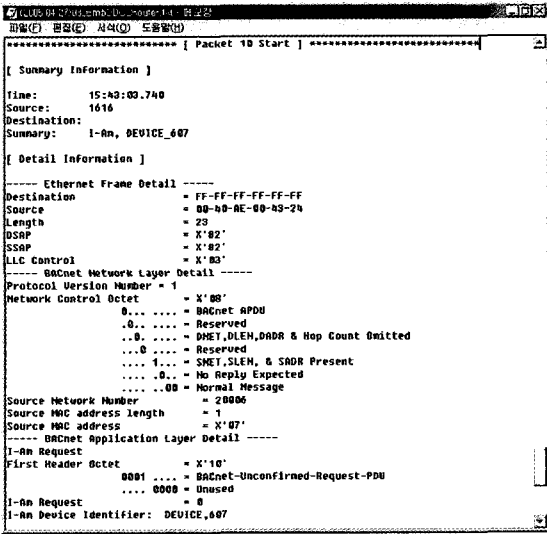 파일(F) 편집(E) 서식(O) 도움말(H)
************************** [ Packet 10 Start ] **************************
[ Summary Information ]
Time: 15:43:03.740
Source: 1616
Destination:
Summary: I-Am, DEVICE_607
[ Detail Information ]
----- Ethernet Frame Detail -----
Destination = FF-FF-FF-FF-FF-FF
Source = 00-40-AE-00-43-24
Length = 23
DSAP = X'82'
SSAP = X'82'
LLC Control = X'03'
----- BACnet Network Layer Detail -----
Protocol Version Number = 1
Network Control Octet = X'08'
0... .... = BACnet APDU
.0.. .... = Reserved
..0. .... = DNET,DLEN,DADR & Hop Count Omitted
...0 .... = Reserved
.... 1... = SNET,SLEN, & SADR Present
.... .0.. = No Reply Expected
.... ..00 = Normal Message
Source Network Number = 20006
Source MAC address length = 1
Source MAC address = X'07'
----- BACnet Application Layer Detail -----
I-Am Request
First Header Octet = X'10'
0001 .... = BACnet-Unconfirmed-Request-PDU
.... 0000 = Unused
I-Am Request = 0
I-Am Device Identifier: DEVICE,607